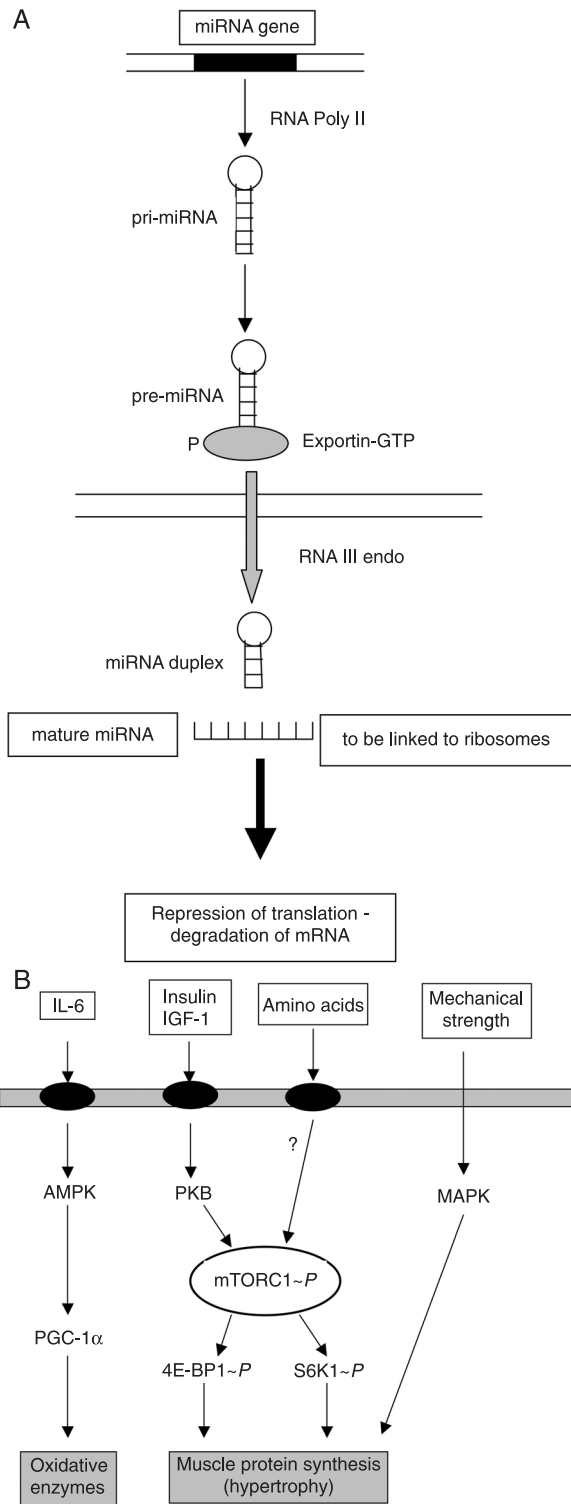 A
miRNA gene
RNA Poly II
pri-miRNA
pre-miRNA
P
Exportin-GTP
RNA III endo
miRNA duplex
mature miRNA
to be linked to ribosomes
Repression of translation -
degradation of mRNA
B
IL-6
Insulin
IGF-1
Amino acids
Mechanical
strength
?
AMPK
PKB
MAPK
mTORC1~P
PGC-1α
4E-BP1~P
S6K1~P
Oxidative
enzymes
Muscle protein synthesis
(hypertrophy)